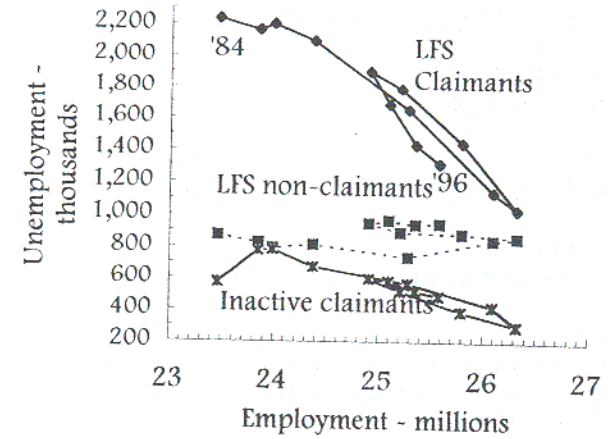 2,200
2,000
1,800
1,600
1,400
1,200
1,000
800
600
400
200
Unemployment -
thousands
'84
LFS
Claimants
'96
LFS non-claimants
Inactive claimants
23 24 25 26 27
Employment - millions